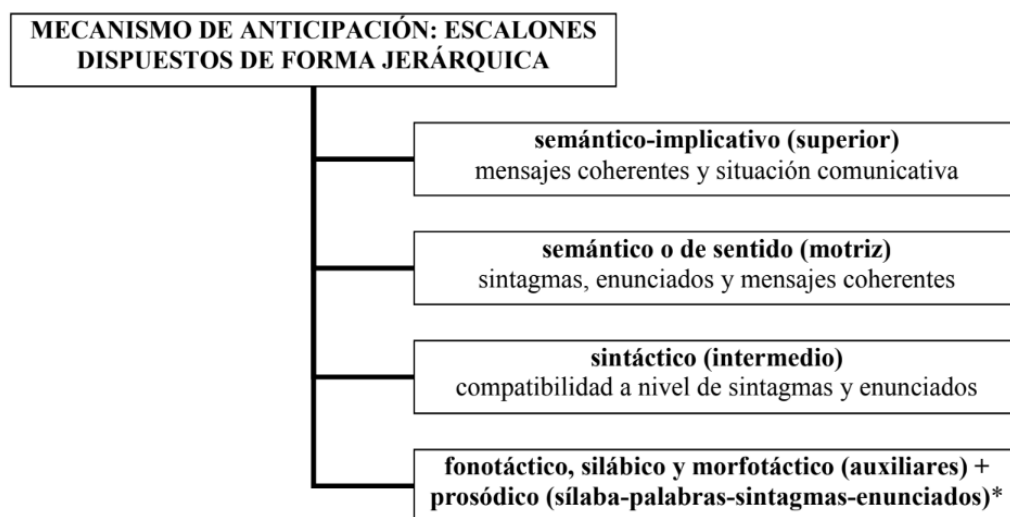 MECANISMO DE ANTICIPACIÓN: ESCALONES
DISPUESTOS DE FORMA JERÁRQUICA
semántico-implicativo (superior)
mensajes coherentes y situación comunicativa
semántico o de sentido (motriz)
sintagmas, enunciados y mensajes coherentes
sintáctico (intermedio)
compatibilidad a nivel de sintagmas y enunciados
fonotáctico, silábico y morfotáctico (auxiliares) +
prosódico (sílaba-palabras-sintagmas-enunciados)*